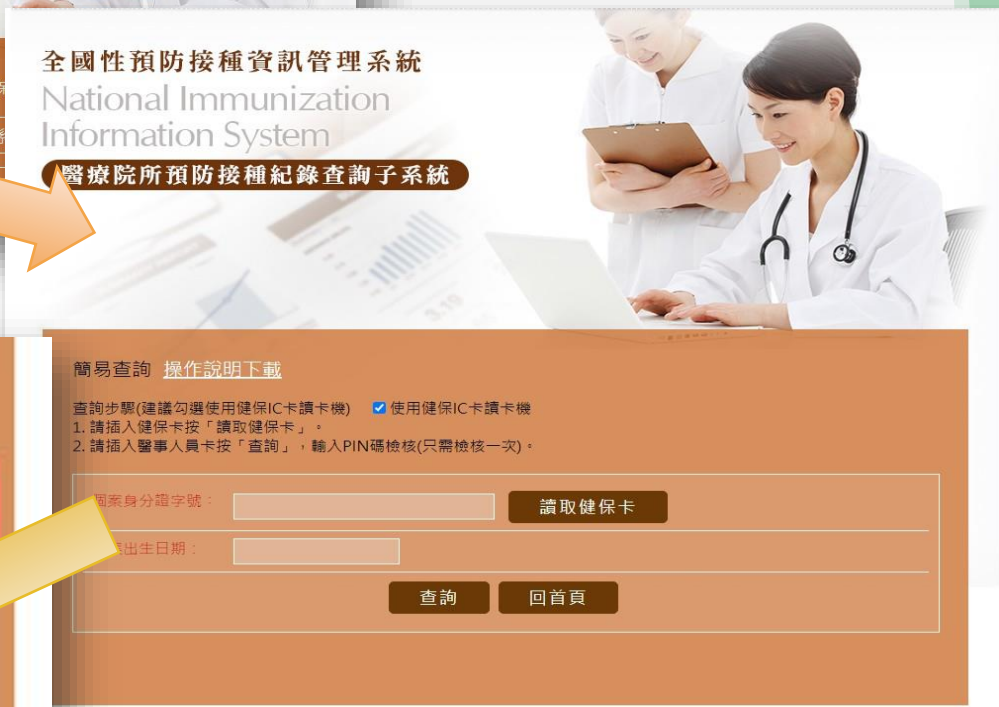 全國性預防接種資訊管理系統
National Immunization
Information System
醫療院所預防接種紀錄查詢子系統
簡易查詢 操作說明下載
查詢步驟(建議勾選使用健保IC卡讀卡機) 使用健保IC卡讀卡機
1. 請插入健保卡按「讀取健保卡」。
2. 請插入醫事人員卡按「查詢」，輸入PIN碼檢核(只需檢核一次)。
個案身分證字號： 讀取健保卡
出生日期：
查詢 回首頁